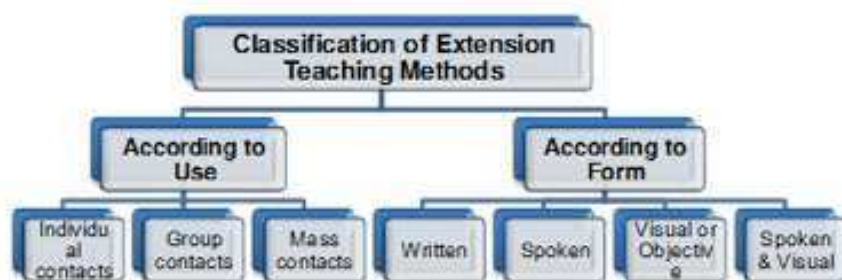 Classification of Extension
Teaching Methods
According to
Use
According to
Form
Individu
al
contacts
Group
contacts
Mass
contacts
Written
Spoken
Visual or
Objectiv
e
Spoken
& Visual